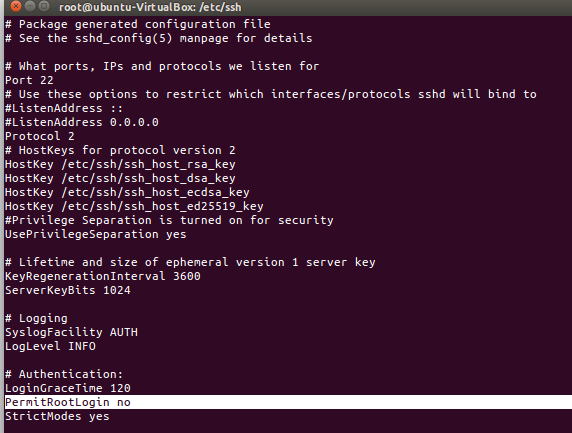 root@ubuntu-VirtualBox: /etc/ssh
# Package generated configuration file
# See the sshd_config(5) manpage for details
# What ports, IPs and protocols we listen for
Port 22
# Use these options to restrict which interfaces/protocols sshd will bind to
#ListenAddress ::
#ListenAddress 0.0.0.0
Protocol 2
# HostKeys for protocol version 2
HostKey /etc/ssh/ssh_host_rsa_key
HostKey /etc/ssh/ssh_host_dsa_key
HostKey /etc/ssh/ssh_host_ecdsa_key
HostKey /etc/ssh/ssh_host_ed25519_key
#Privilege Separation is turned on for security
UsePrivilegeSeparation yes
# Lifetime and size of ephemeral version 1 server key
KeyRegenerationInterval 3600
ServerKeyBits 1024
# Logging
SyslogFacility AUTH
LogLevel INFO
# Authentication:
LoginGraceTime 120
PermitRootLogin no
StrictModes yes